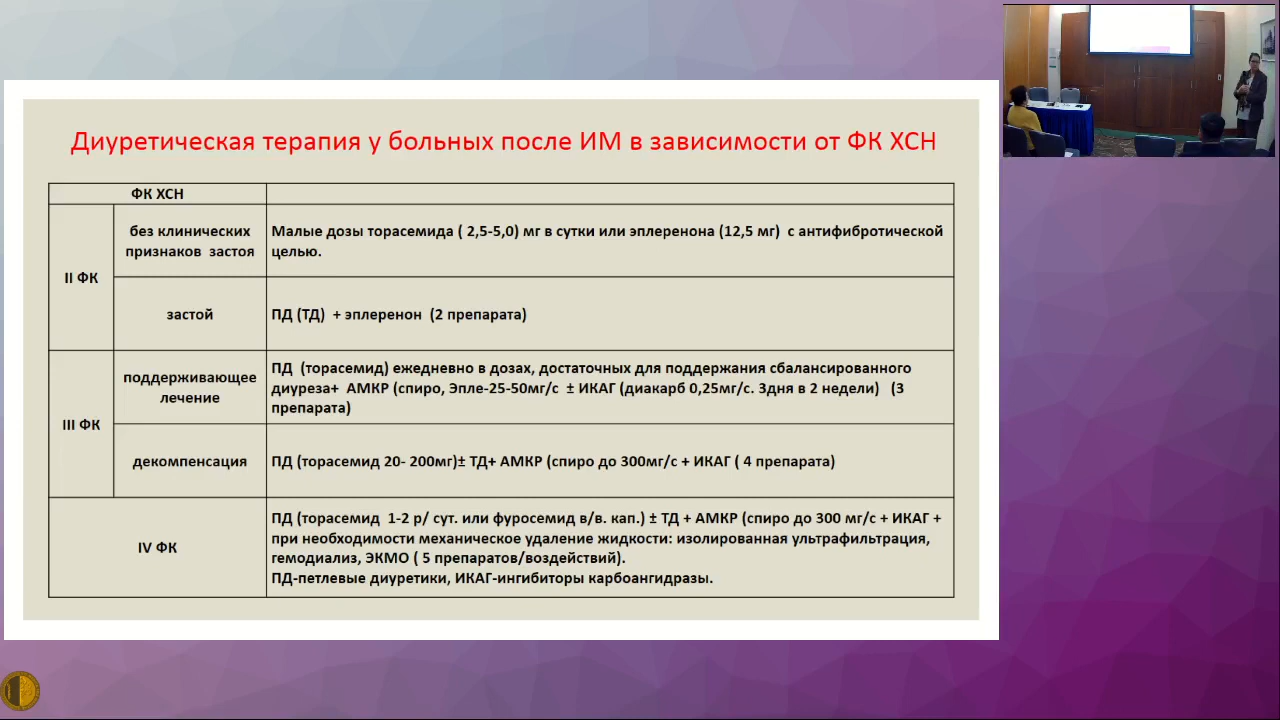 Диуретическая терапия у больных после ИМ в зависимости от ФК ХСН
ФК ХСН
II ФК
без клинических
признаков застоя
Малые дозы торасемида ( 2,5-5,0) мг в сутки или эплеренона (12,5 мг) с антифибротической
целью.
застой
ПД (ТД) + эплеренон (2 препарата)
III ФК
поддерживающее
лечение
ПД (торасемид) ежедневно в дозах, достаточных для поддержания сбалансированного
диуреза+ АМКР (спиро, Эпле-25-50мг/с ± ИКАГ (диакарб 0,25мг/с. 3дня в 2 недели) (3
препарата)
декомпенсация
ПД (торасемид 20- 200мг)± ТД+ АМКР (спиро до 300мг/с + ИКАГ ( 4 препарата)
IV ФК
ПД (торасемид 1-2 р/ сут. или фуросемид в/в. кап.) ± ТД + АМКР (спиро до 300 мг/с + ИКАГ +
при необходимости механическое удаление жидкости: изолированная ультрафильтрация,
гемодиализ, ЭКМО ( 5 препаратов/воздействий).
ПД-петлевые диуретики, ИКАГ-ингибиторы карбоангидразы.